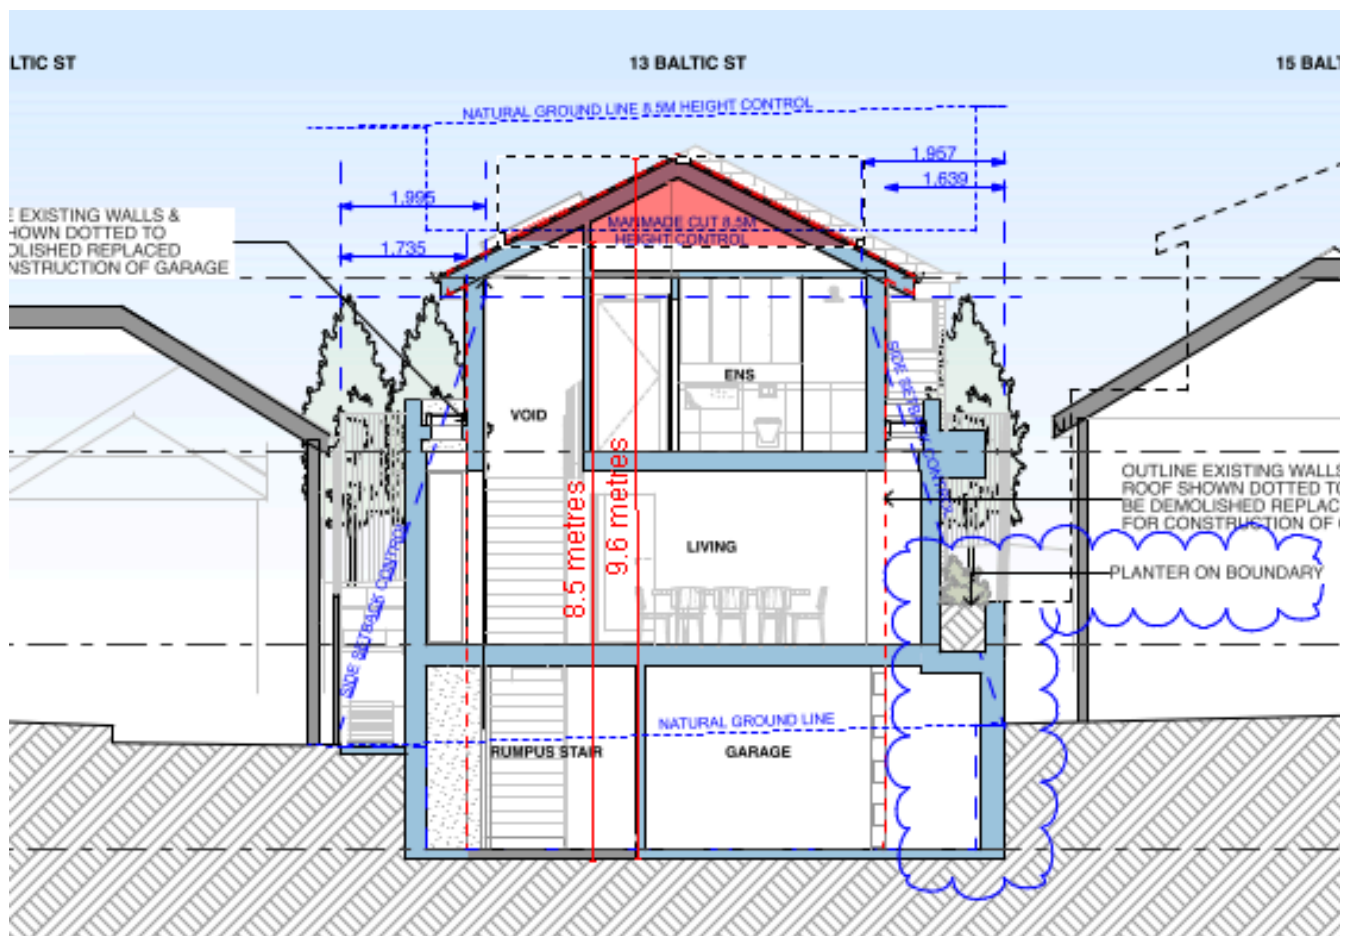 LTIC ST
13 BALTIC ST
15 BALT
NATURAL GROUND LINE 8.5M HEIGHT CONTROL
1.957
1.639
1.995
1.735
E EXISTING WALLS &
HOWN DOTTED TO
OLISHED REPLACED
NSTRUCTION OF GARAGE
MANMADE CUT 8.5M
HEIGHT CONTROL
ENS
VOID
SIDE SETBACK CONTROL
8.5 metres
9.6 metres
OUTLINE EXISTING WALLS
ROOF SHOWN DOTTED TO
BE DEMOLISHED REPLAC
FOR CONSTRUCTION OF
LIVING
PLANTER ON BOUNDARY
SIDE SETBACK CONTROL
NATURAL GROUND LINE
RUMPUS STAIR
GARAGE